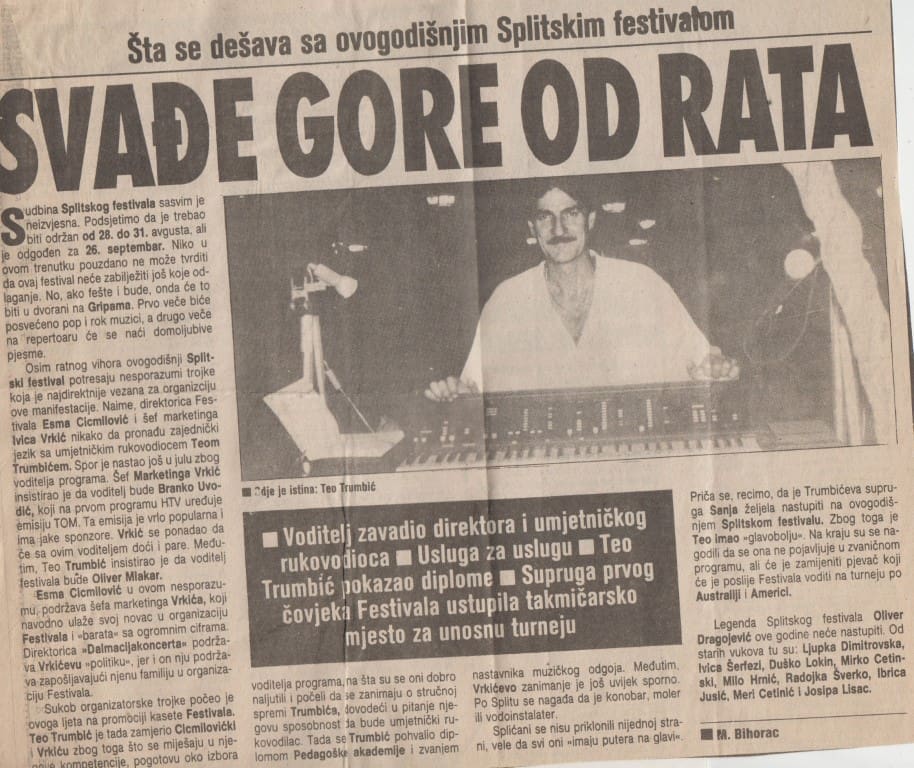 Šta se dešava sa ovogodišnjim Splitskim festivalom
SVAĐE GORE OD RATA
Sudbina Splitskog festivala sasvim je
neizvjesna. Podsjetimo da je trebao
biti održan od 28. do 31. avgusta, ali
je odgođen za 26. septembar. Niko u
ovom trenutku pouzdano ne može tvrditi
da ovaj festival neće zabilježiti još koje od-
laganje. No, ako fešte i bude, onda će to
biti u dvorani na Gripama. Prvo veče biće
posvećeno pop i rok muzici, a drugo veče
na repertoaru će se naći domoljubive
pjesme.
Osim ratnog vihora ovogodišnji Split-
ski festival potresaju nesporazumi trojke
koja je najdirektnije vezana za organizciju
ove manifestacije. Naime, direktorica Fes-
tivala Esma Cicmilović i šef marketinga
Ivica Vrkić nikako da pronađu zajednički
jezik sa umjetničkim rukovodiocem Teom
Trumbićem. Spor je nastao još u julu zbog
voditelja programa. Šef Marketinga Vrkić
insistirao je da voditelj bude Branko Uvo-
dić, koji na prvom programu HTV uređuje
emisiju TOM. Ta emisija je vrlo popularna i
ima jake sponzore. Vrkić se ponadao da
će sa ovim voditeljem doći i pare. Među-
tim, Teo Trumbić insistirao je da voditelj
festivala bude Oliver Mlakar.
Esma Cicmilović u ovom nesporazu-
mu, podržava šefa marketinga Vrkića, koji
navodno ulaže svoj novac u organizaciju
Festivala i »barata« sa ogromnim ciframa.
Directorica »Dalmacijakoncerta« podrža-
va Vrkićevu »politiku«, jer i on nju podrža-
va zapošljavajući njenu familiju u organiza-
ciju Festivala.
Sukob organizatorske trojke počeo je
ovoga ljeta na promociji kasete Festivala.
Teo Trumbić je tada zamjerio Cicmilovićki
i Vrkiću zbog toga što se miješaju u nje-
kompetencije, pogotovu oko izbora
■ Gdje je istina: Teo Trumbić
■ Voditelj zavadio direktora i umjetničkog
rukovodioca ■ Usluga za uslugu ■ Teo
Trumbić pokazao diplome ■ Supruga prvog
čovjeka Festivala ustupila takmičarsko
mjesto za unosnu turneju
voditelja programa, na šta su se oni dobro
naljutili i počeli da se zanimaju o stručnoj
spremi Trumbića, dovodeći u pitanje nje-
govu sposobnost da bude umjetnički ru-
kovodilac. Tada se Trumbić pohvalio dip-
lomom Pedagoške akademije i zvanjem
nastavnika muzičkog odgoja. Međutim,
Vrkićevo zanimanje je još uvijek sporno.
Po Splitu se nagađa da je konobar, moler
ili vodoinstalater.
Splićani se nisu priklonili nijednoj stra-
ni, vele da svi oni »imaju putera na glavi«.
Priča se, recimo, da je Trumbićeva supru-
ga Sanja željela nastupiti na ovogodiš-
njem Splitskom festivalu. Zbog toga je
Teo imao »glavobolju«. Na kraju su se na-
godili da se ona ne pojavljuje u zvaničnom
programu, ali će je zamijeniti pjevač koji
će je poslije Festivala voditi na turneju po
Australiji i Americi.
Legenda Splitskog festivala Oliver
Dragojević ove godine neće nastupiti. Od
starih vukova tu su: Ljupka Dimitrovska,
Ivica Šerfezi, Duško Lokin, Mirko Cetin-
ski, Milo Hrnić, Radojka Šverko, Ibrica
Jusić, Meri Cetinić i Josipa Lisac.
■ M. Bihorac